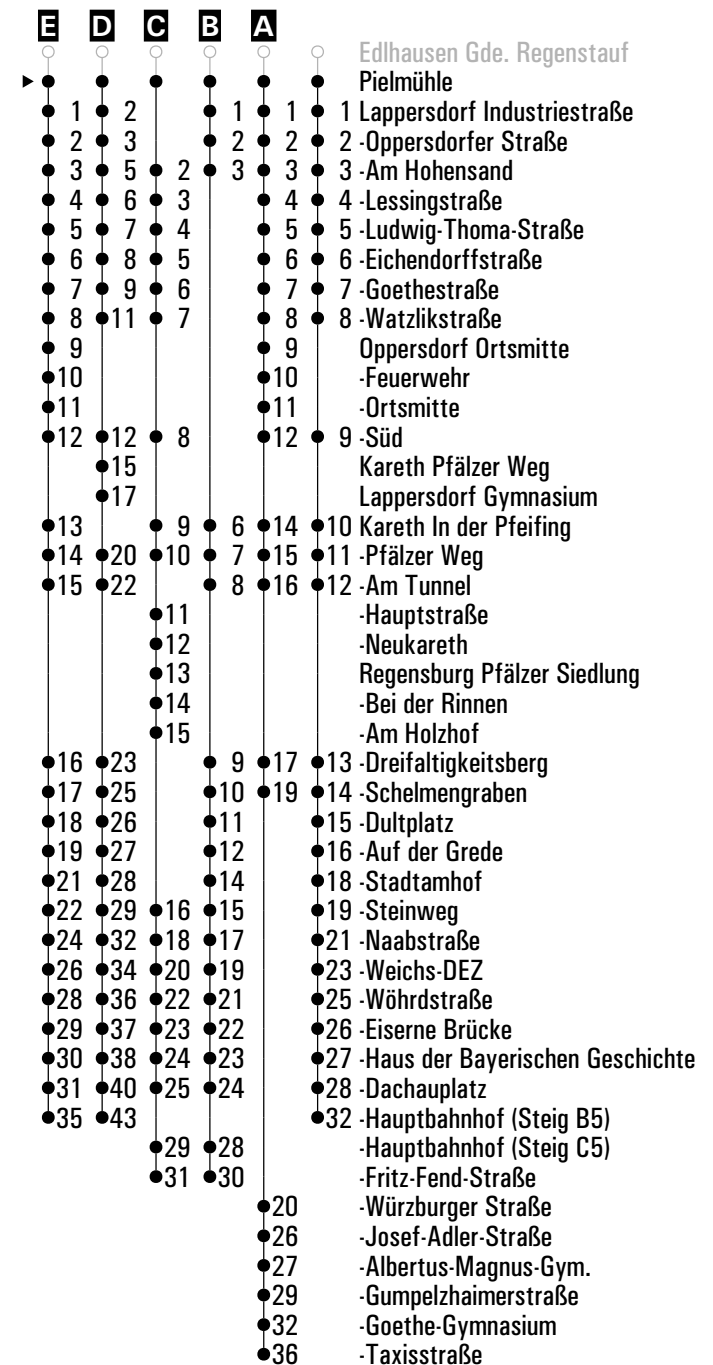 E D C B A
Edlhausen Gde. Regenstauf
Pielmühle
1 2 1 1 1 Lappersdorf Industriestraße
2 3 2 2 2 -Oppersdorfer Straße
3 5 2 3 3 3 -Am Hohensand
4 6 3 4 4 -Lessingstraße
5 7 4 5 5 -Ludwig-Thoma-Straße
6 8 5 6 6 -Eichendorffstraße
7 9 6 7 7 -Goethestraße
8 11 7 8 8 -Watzlikstraße
9 9 Oppersdorf Ortsmitte
10 10 -Feuerwehr
11 11 -Ortsmitte
12 12 8 12 9 -Süd
15 Kareth Pfälzer Weg
17 Lappersdorf Gymnasium
13 9 6 14 10 Kareth In der Pfeifing
14 20 10 7 15 11 -Pfälzer Weg
15 22 8 16 12 -Am Tunnel
11 -Hauptstraße
12 -Neukareth
13 Regensburg Pfälzer Siedlung
14 -Bei der Rinnen
15 -Am Holzhof
16 23 9 17 13 -Dreifaltigkeitsberg
17 25 10 19 14 -Schelmengraben
18 26 11 15 -Dultplatz
19 27 12 16 -Auf der Grede
21 28 14 18 -Stadtamhof
22 29 16 15 19 -Steinweg
24 32 18 17 21 -Naabstraße
26 34 20 19 23 -Weichs-DEZ
28 36 22 21 25 -Wöhrdstraße
29 37 23 22 26 -Eiserne Brücke
30 38 24 23 27 -Haus der Bayerischen Geschichte
31 40 25 24 28 -Dachauplatz
35 43 32 -Hauptbahnhof (Steig B5)
29 28 -Hauptbahnhof (Steig C5)
31 30 -Fritz-Fend-Straße
20 -Würzburger Straße
26 -Josef-Adler-Straße
27 -Albertus-Magnus-Gym.
29 -Gumpelzhaimerstraße
32 -Goethe-Gymnasium
36 -Taxisstraße